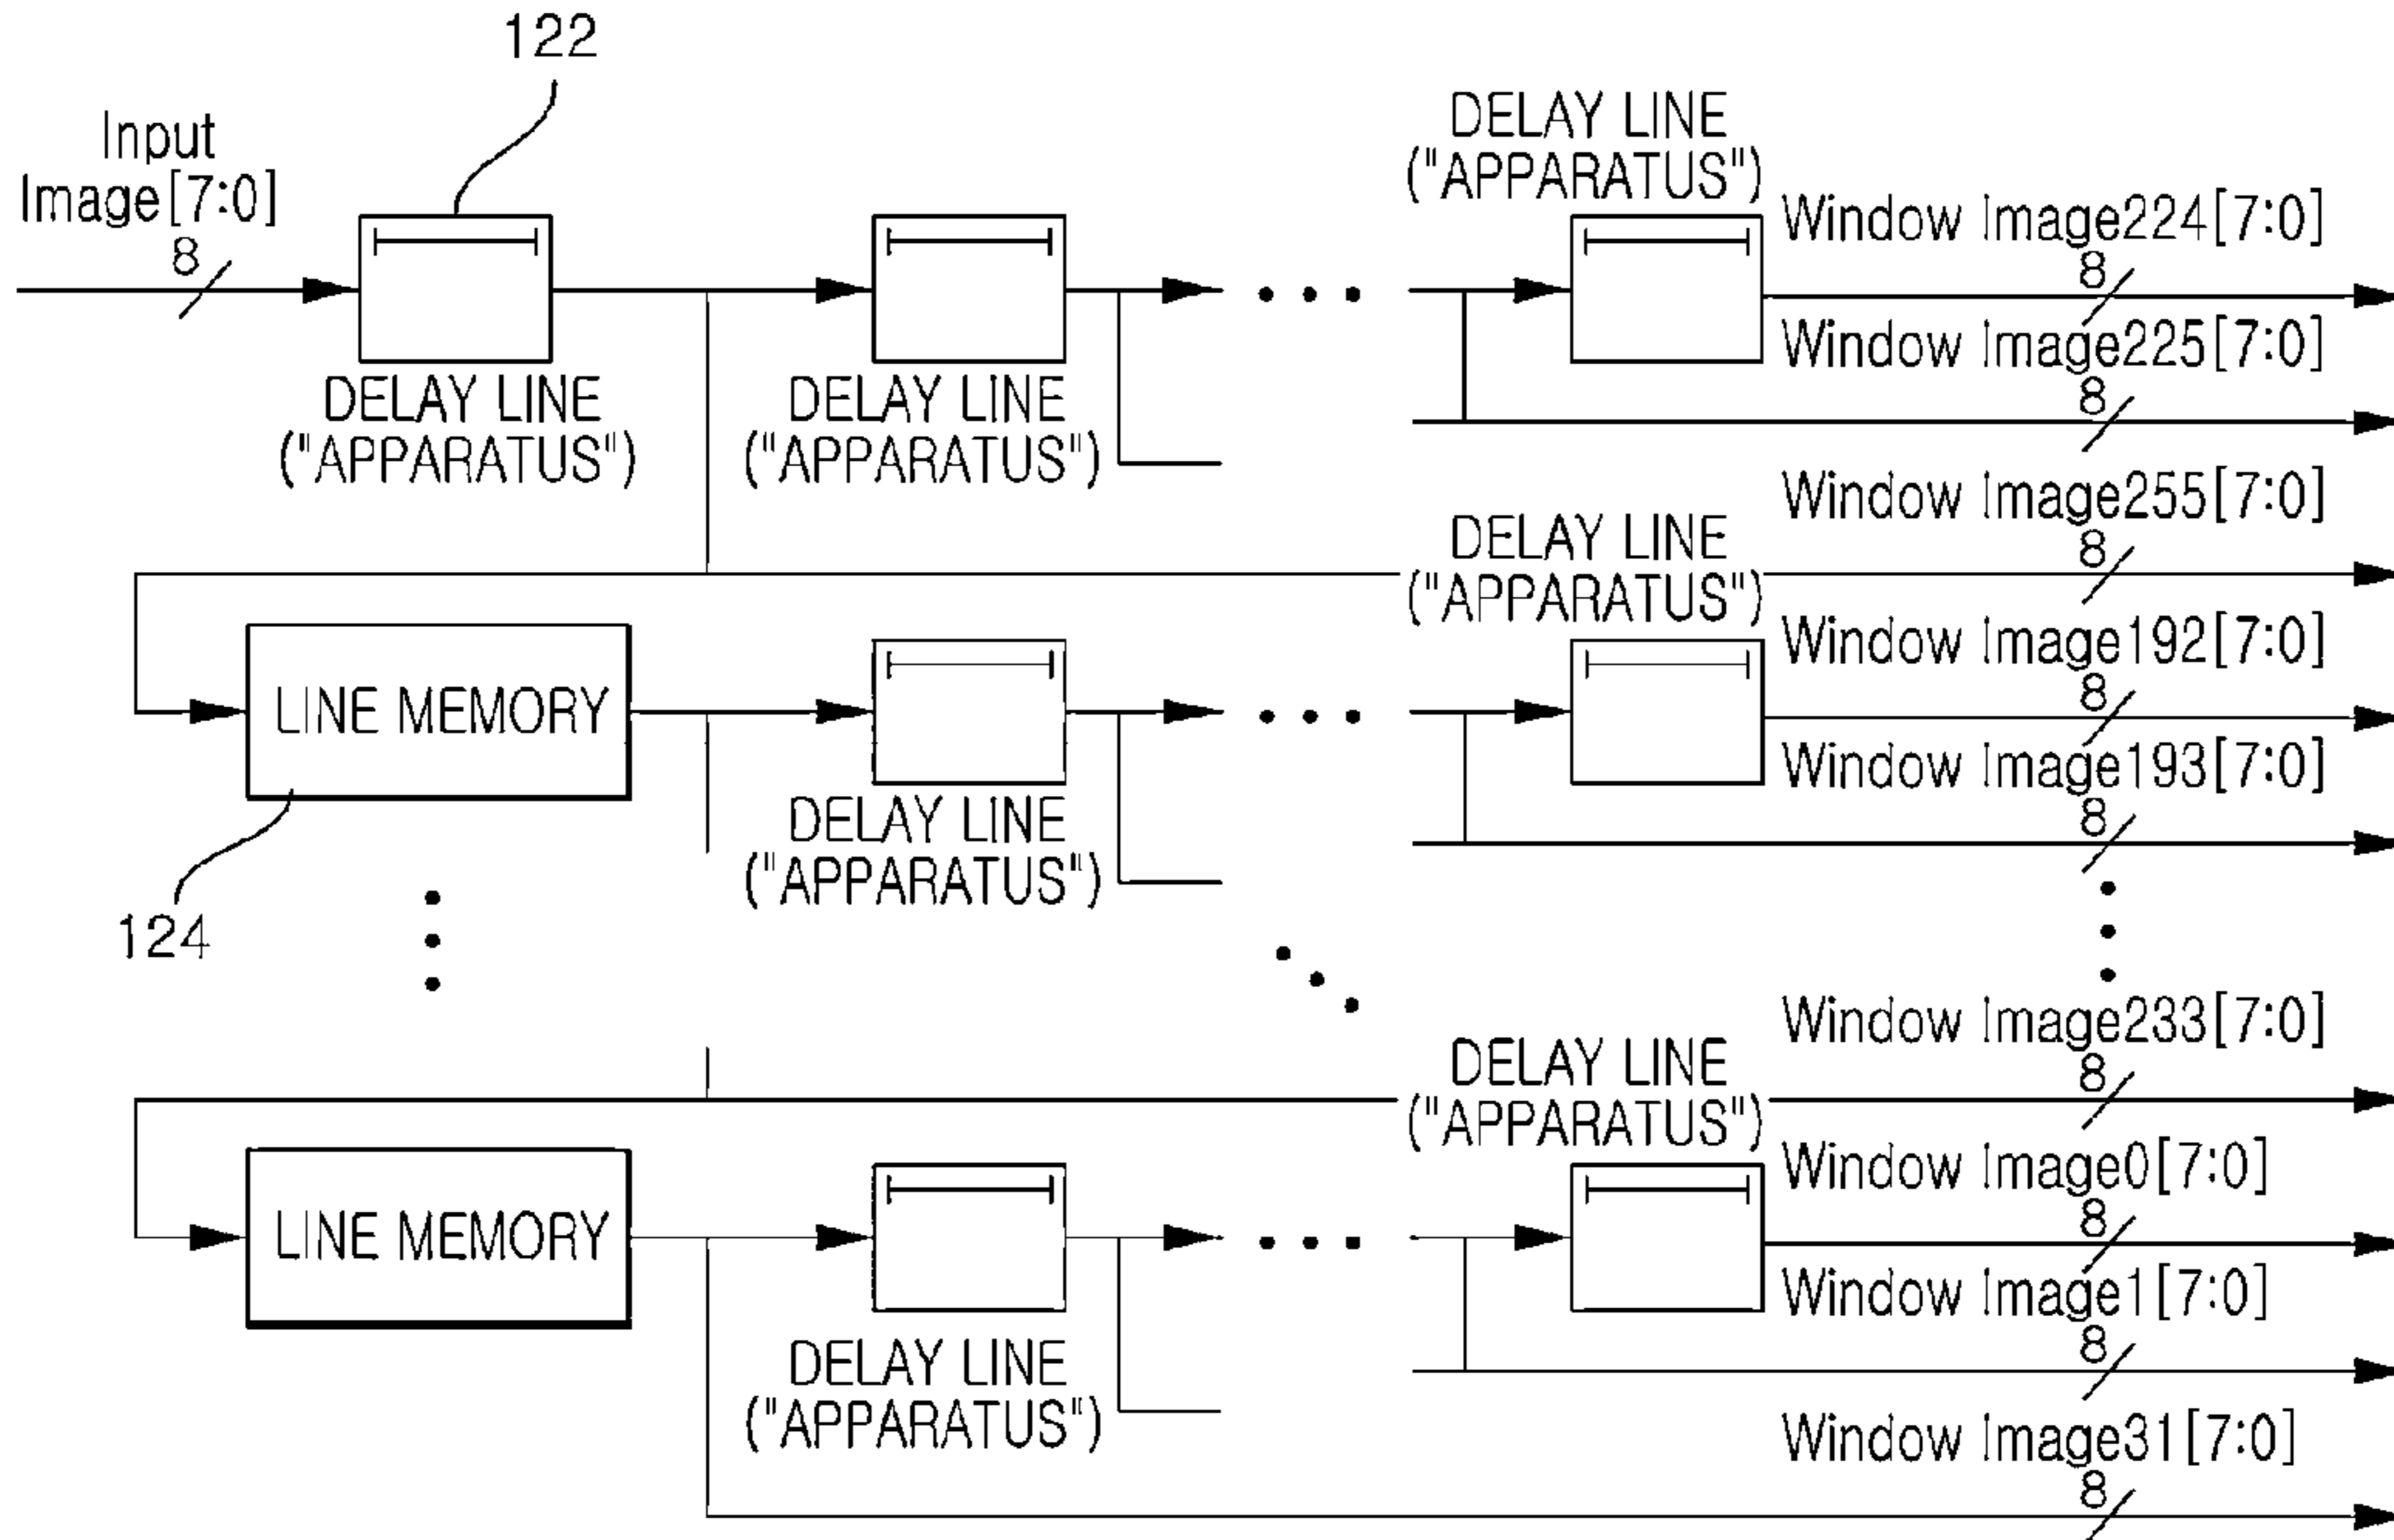 122
Input
Image[7:0]
8
DELAY LINE
("APPARATUS")
DELAY LINE
("APPARATUS")
DELAY LINE
("APPARATUS")
Window Image224[7:0]
8
Window Image225[7:0]
8
Window Image255[7:0]
8
DELAY LINE
("APPARATUS")
Window Image192[7:0]
8
LINE MEMORY
Window Image193[7:0]
8
DELAY LINE
("APPARATUS")
124
Window Image233[7:0]
8
DELAY LINE
("APPARATUS")
Window Image0[7:0]
8
LINE MEMORY
Window Image1[7:0]
8
DELAY LINE
("APPARATUS")
Window Image31[7:0]
8